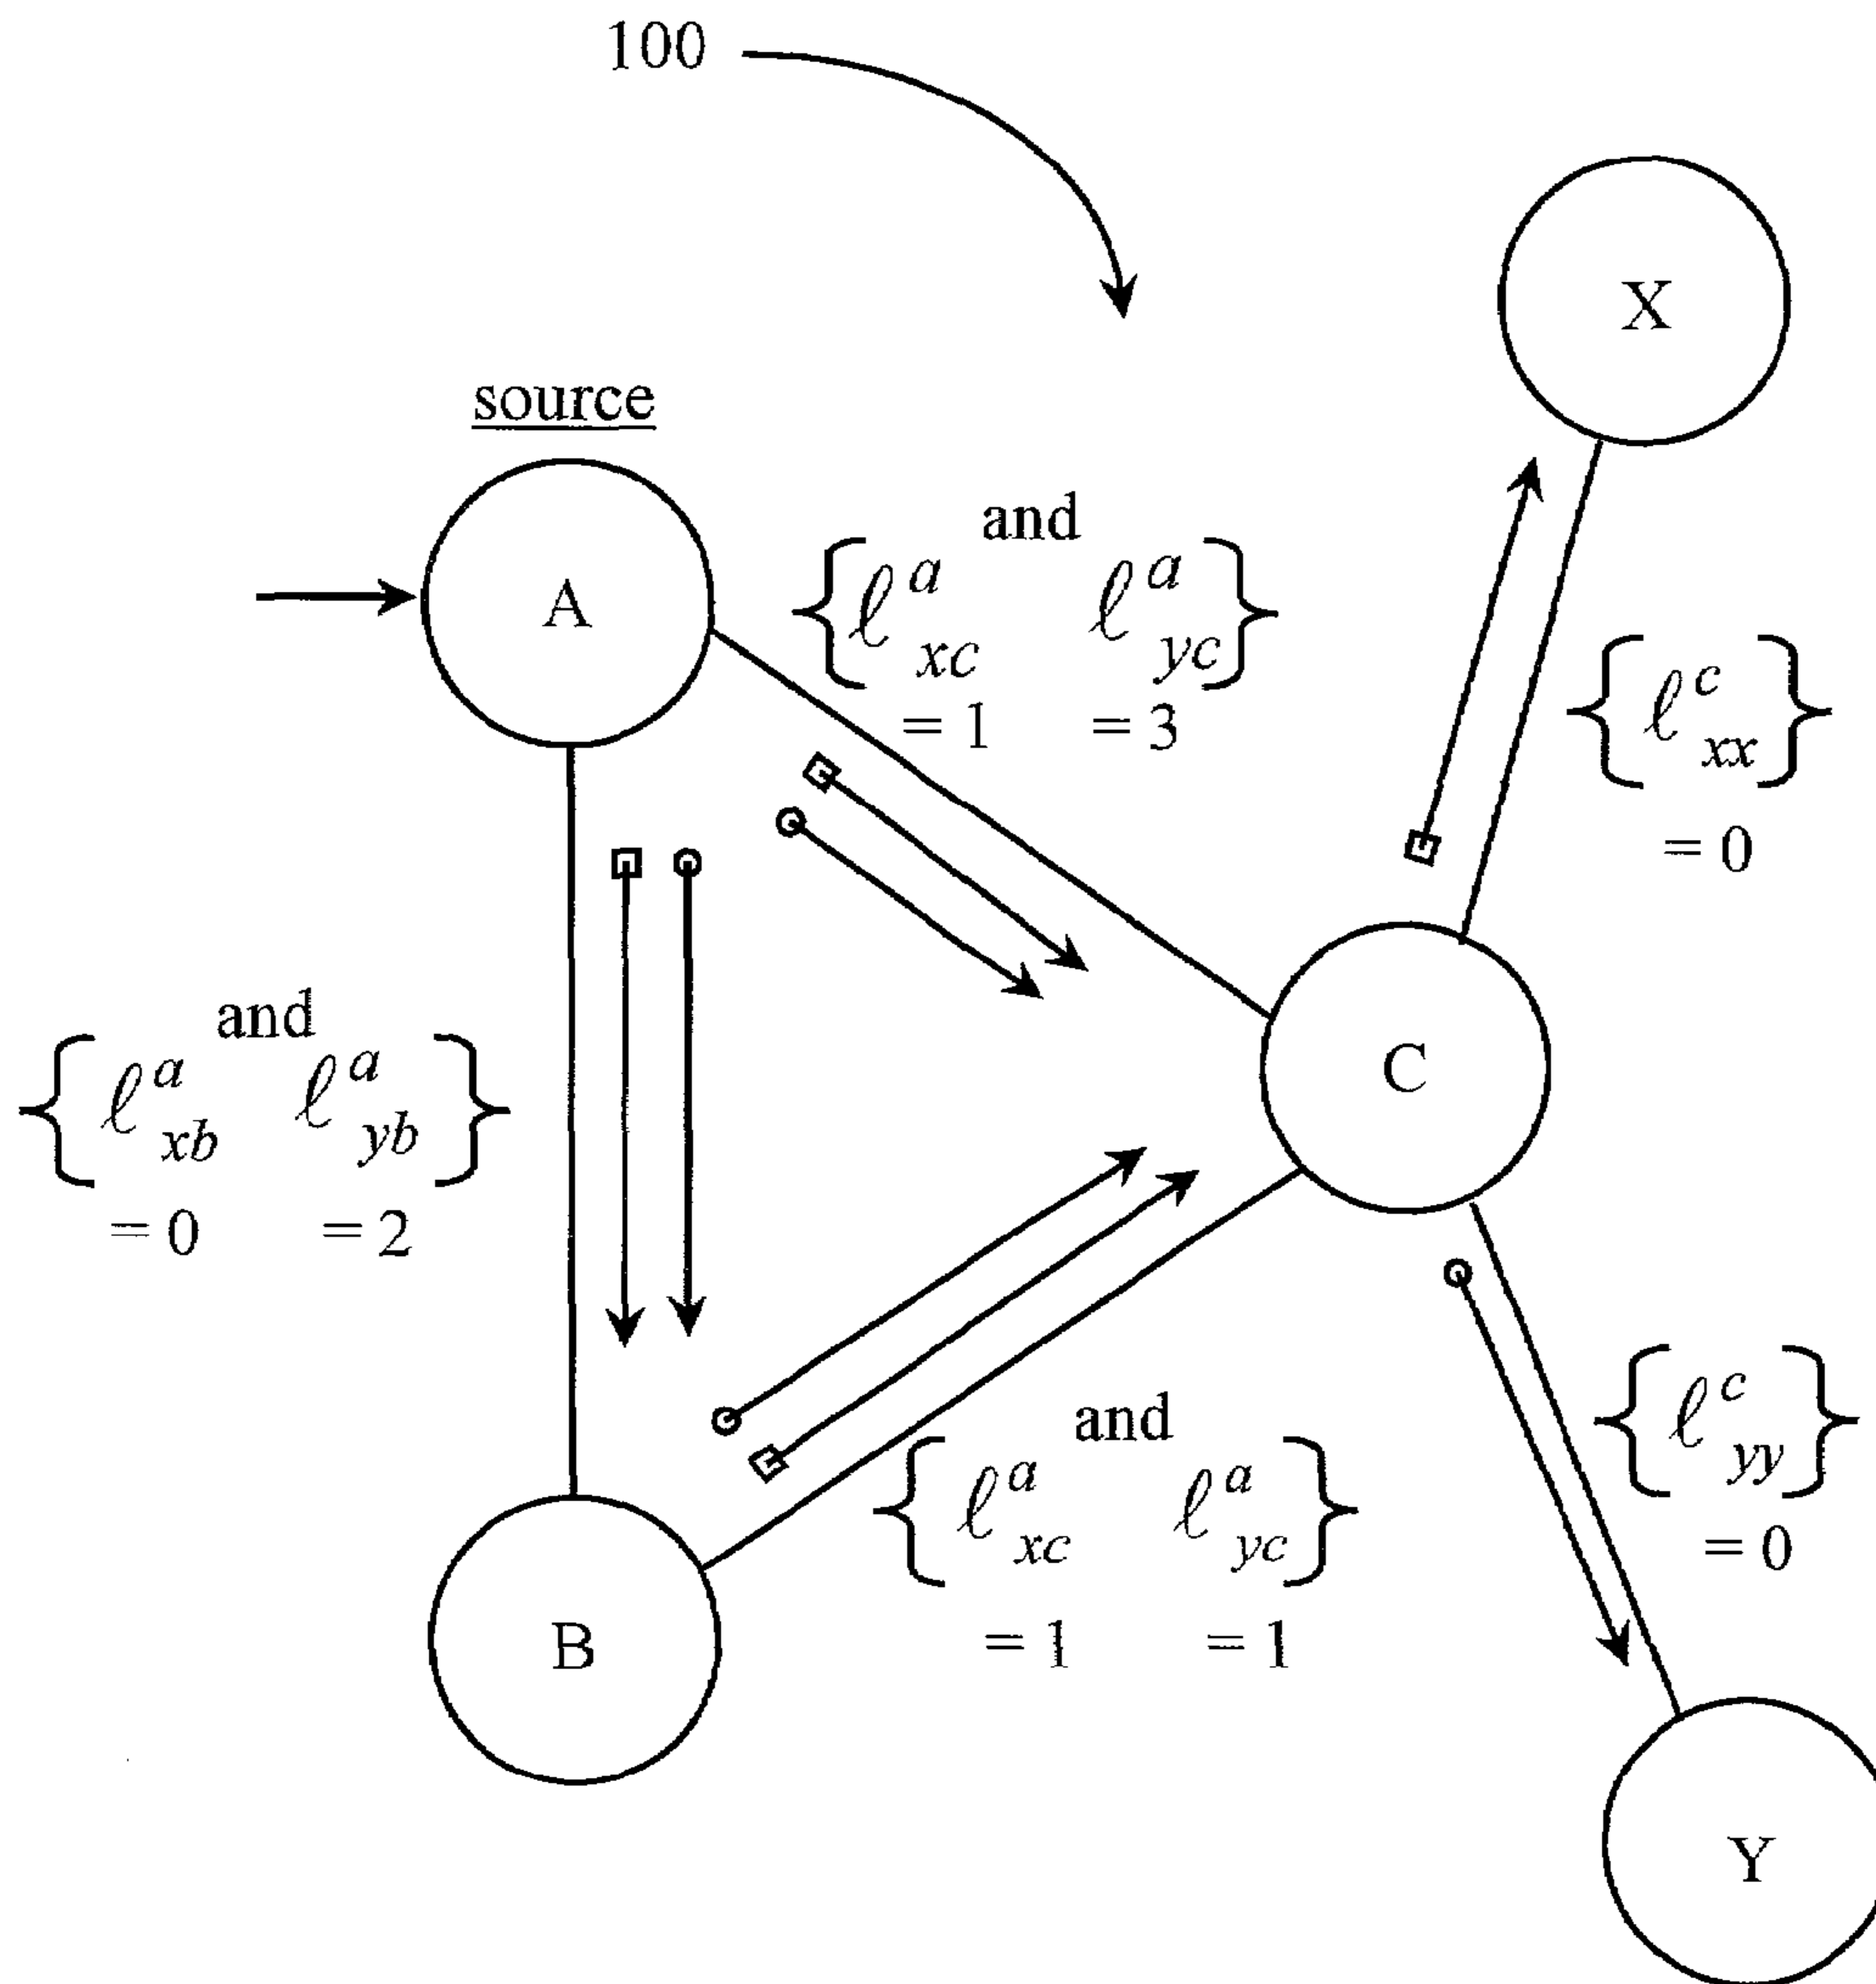 100
X
source
A
and
{ℓ^a_xc ℓ^a_yc}
= 1 = 3
{ℓ^c_xx}
= 0
and
{ℓ^a_xb ℓ^a_yb}
= 0 = 2
C
and
{ℓ^a_xc ℓ^a_yc}
= 1 = 1
{ℓ^c_yy}
= 0
B
Y